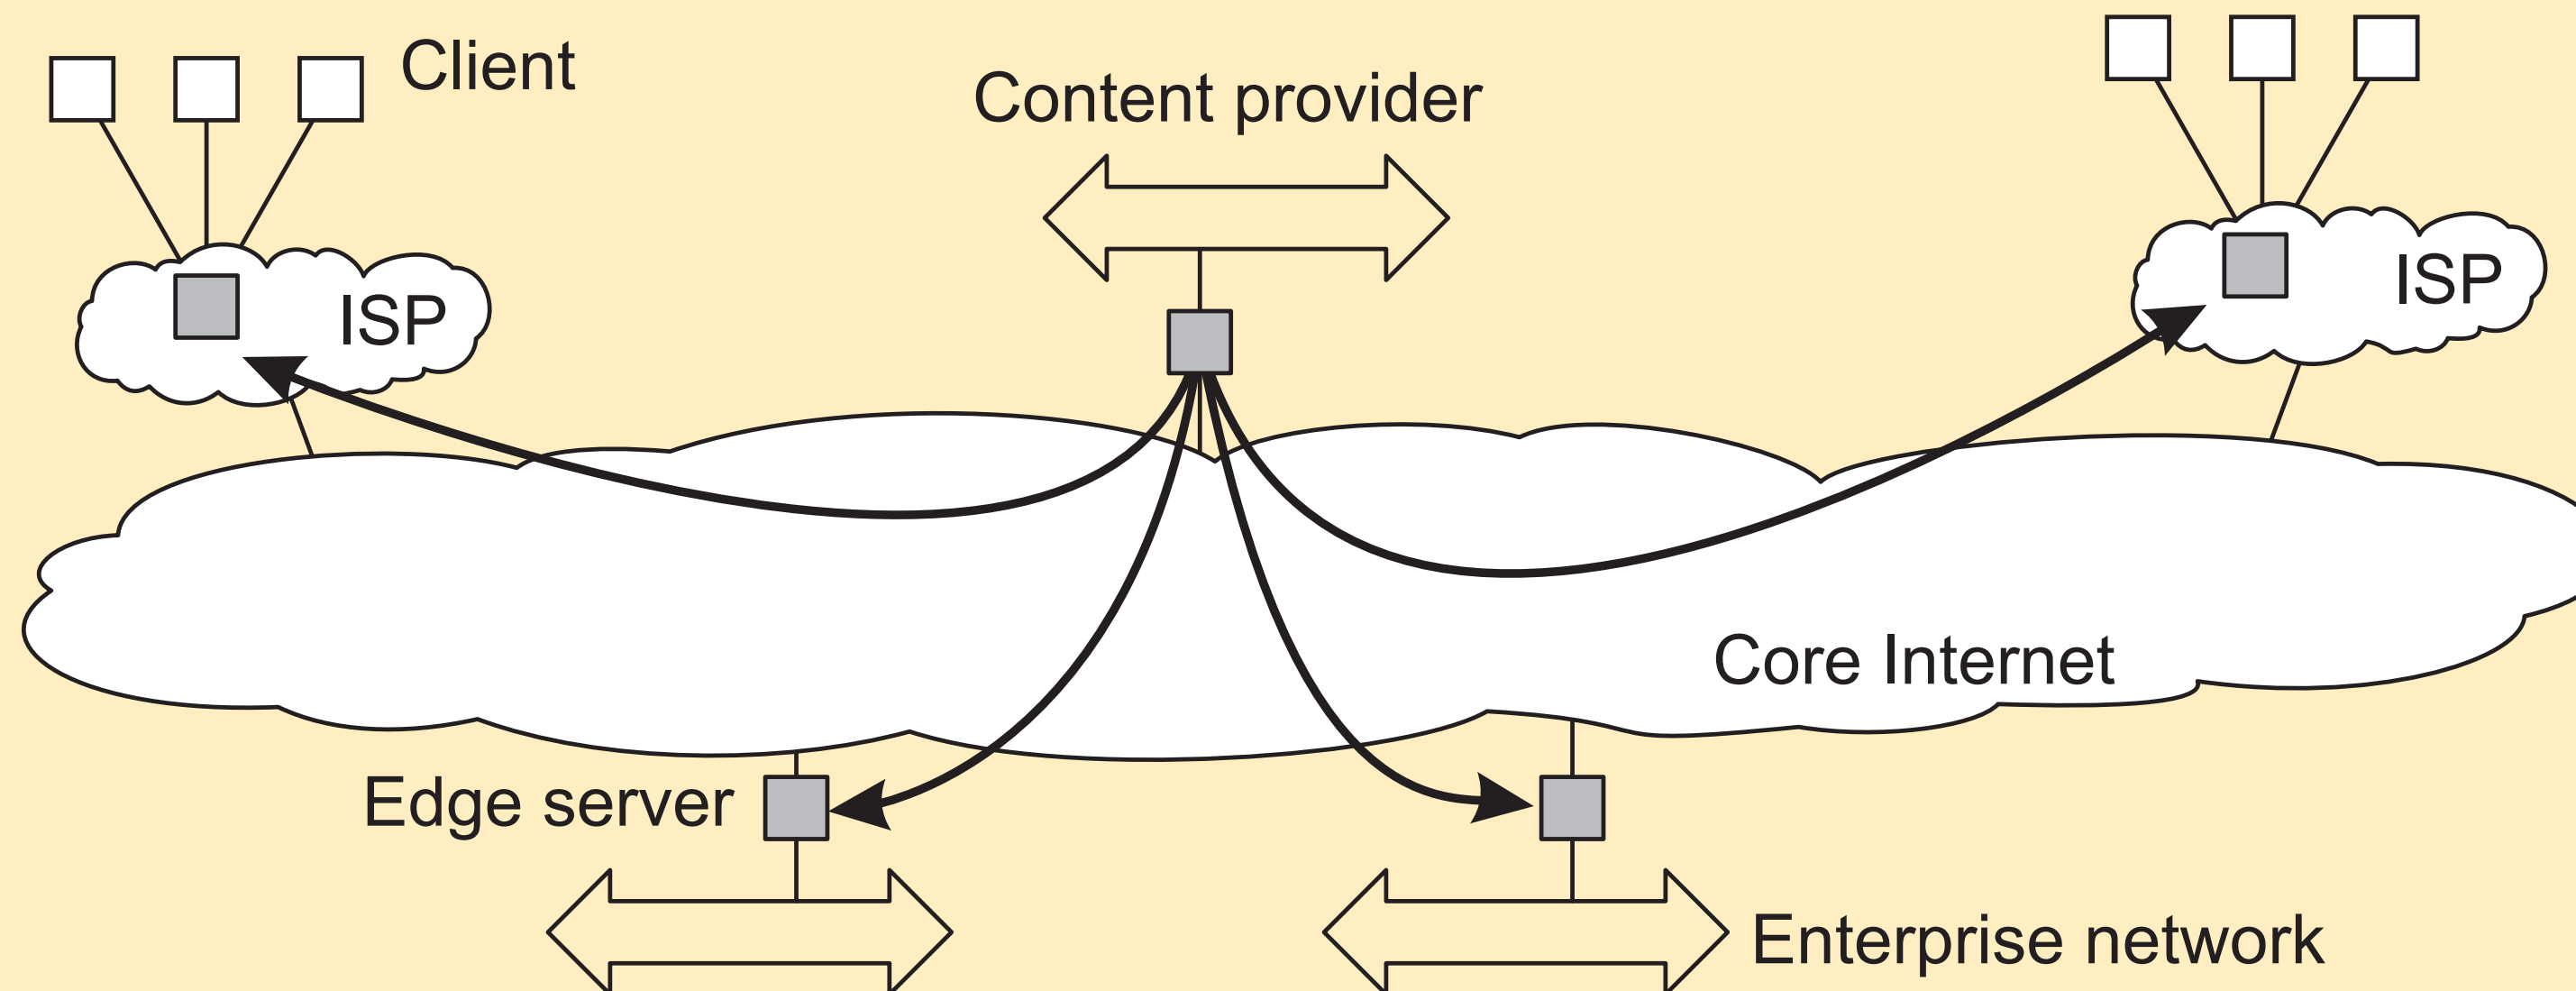 Client
Content provider
ISP
ISP
Core Internet
Edge server
Enterprise network